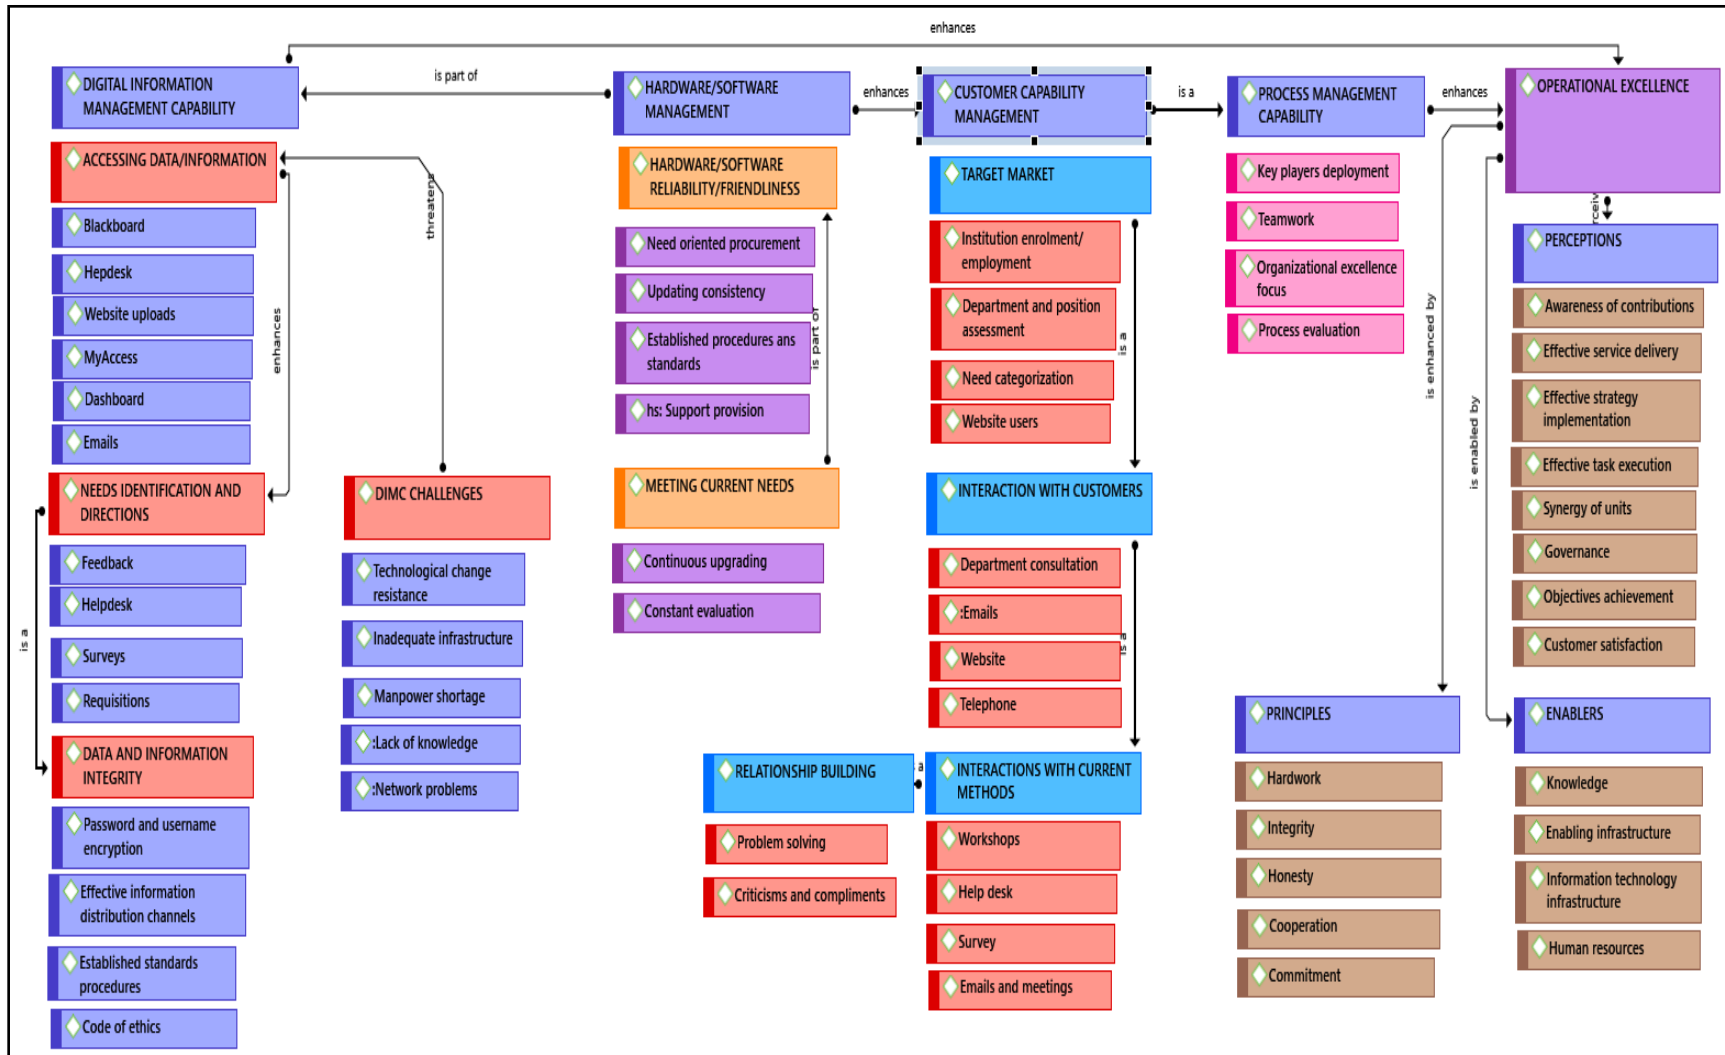 enhances
DIGITAL INFORMATION
MANAGEMENT CAPABILITY
is part of
HARDWARE/SOFTWARE
MANAGEMENT
enhances
CUSTOMER CAPABILITY
MANAGEMENT
is a
PROCESS MANAGEMENT
CAPABILITY
enhances
OPERATIONAL EXCELLENCE
ACCESSING DATA/INFORMATION
Blackboard
Hepdesk
Website uploads
MyAccess
Dashboard
Emails
enhances
NEEDS IDENTIFICATION AND
DIRECTIONS
Feedback
Helpdesk
Surveys
Requisitions
is a
DATA AND INFORMATION
INTEGRITY
Password and username
encryption
Effective information
distribution channels
Established standards
procedures
Code of ethics
threatens
DIMC CHALLENGES
Technological change
resistance
Inadequate infrastructure
Manpower shortage
:Lack of knowledge
:Network problems
HARDWARE/SOFTWARE
RELIABILITY/FRIENDLINESS
Need oriented procurement
Updating consistency
Established procedures ans
standards
hs: Support provision
is part of
MEETING CURRENT NEEDS
Continuous upgrading
Constant evaluation
TARGET MARKET
Institution enrolment/
employment
Department and position
assessment
Need categorization
Website users
is a
INTERACTION WITH CUSTOMERS
Department consultation
:Emails
Website
Telephone
is a
INTERACTIONS WITH CURRENT
METHODS
Workshops
Help desk
Survey
Emails and meetings
a
RELATIONSHIP BUILDING
Problem solving
Criticisms and compliments
Key players deployment
Teamwork
Organizational excellence
focus
Process evaluation
is enhanced by
PRINCIPLES
Hardwork
Integrity
Honesty
Cooperation
Commitment
is enabled by
PERCEPTIONS
Awareness of contributions
Effective service delivery
Effective strategy
implementation
Effective task execution
Synergy of units
Governance
Objectives achievement
Customer satisfaction
ENABLERS
Knowledge
Enabling infrastructure
Information technology
infrastructure
Human resources